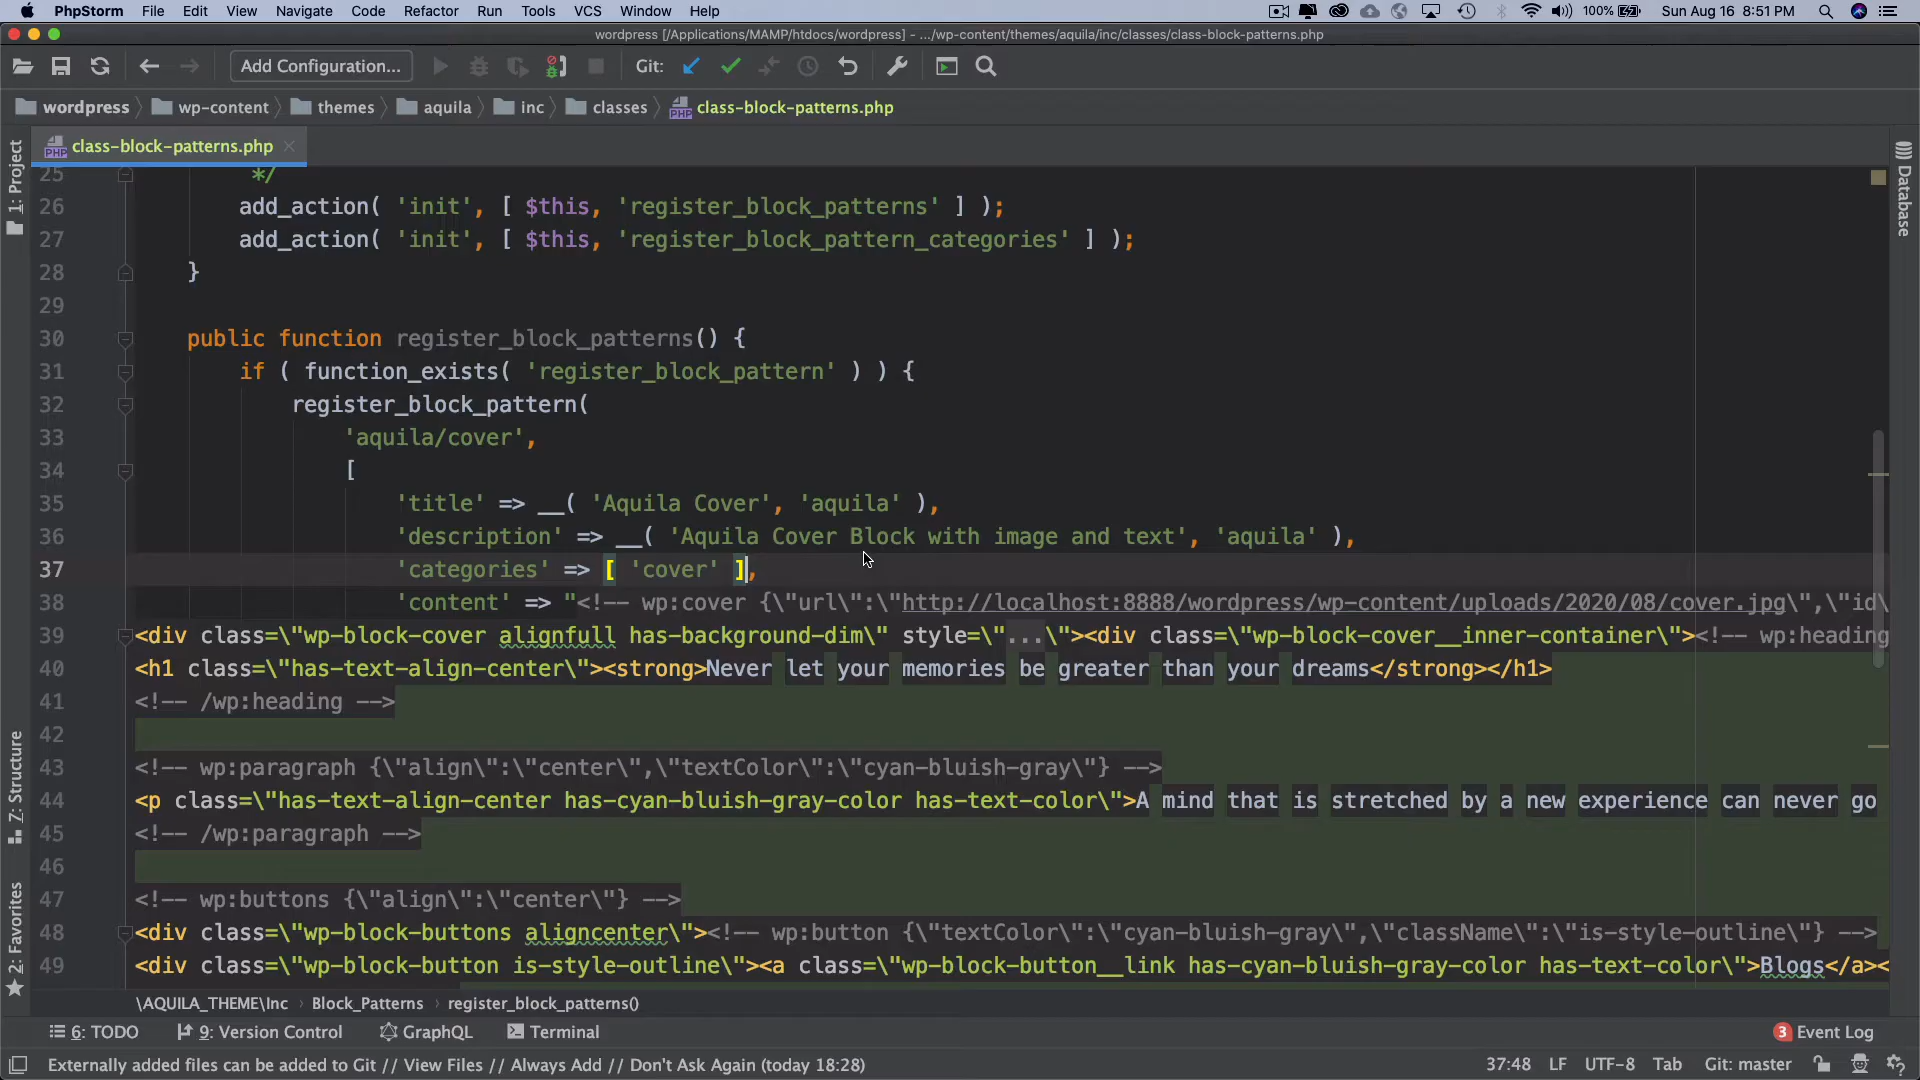 PhpStorm File Edit View Navigate Code Refactor Run Tools VCS Window Help 100% Sun Aug 16 8:51 PM
wordpress [/Applications/MAMP/htdocs/wordpress] - .../wp-content/themes/aquila/inc/classes/class-block-patterns.php
Add Configuration... Git:
wordpress wp-content themes aquila inc classes class-block-patterns.php
class-block-patterns.php
1: Project
Database
Z: Structure
2: Favorites
25 */
26 add_action( 'init', [ $this, 'register_block_patterns' ] );
27 add_action( 'init', [ $this, 'register_block_pattern_categories' ] );
28 }
29
30 public function register_block_patterns() {
31 if ( function_exists( 'register_block_pattern' ) ) {
32 register_block_pattern(
33 'aquila/cover',
34 [
35 'title' => __( 'Aquila Cover', 'aquila' ),
36 'description' => __( 'Aquila Cover Block with image and text', 'aquila' ),
37 'categories' => [ 'cover' ],
38 'content' => "<!-- wp:cover {\"url\":\"http://localhost:8888/wordpress/wp-content/uploads/2020/08/cover.jpg\",\"id\
39 <div class=\"wp-block-cover alignfull has-background-dim\" style=\"...\"><div class=\"wp-block-cover__inner-container\"><!-- wp:heading
40 <h1 class=\"has-text-align-center\"><strong>Never let your memories be greater than your dreams</strong></h1>
41 <!-- /wp:heading -->
42
43 <!-- wp:paragraph {\"align\":\"center\",\"textColor\":\"cyan-bluish-gray\"} -->
44 <p class=\"has-text-align-center has-cyan-bluish-gray-color has-text-color\">A mind that is stretched by a new experience can never go
45 <!-- /wp:paragraph -->
46
47 <!-- wp:buttons {\"align\":\"center\"} -->
48 <div class=\"wp-block-buttons aligncenter\"><!-- wp:button {\"textColor\":\"cyan-bluish-gray\",\"className\":\"is-style-outline\"} -->
49 <div class=\"wp-block-button is-style-outline\"><a class=\"wp-block-button__link has-cyan-bluish-gray-color has-text-color\">Blogs</a><
\AQUILA_THEME\Inc Block_Patterns register_block_patterns()
6: TODO 9: Version Control GraphQL Terminal 3 Event Log
Externally added files can be added to Git // View Files // Always Add // Don't Ask Again (today 18:28) 37:48 LF UTF-8 Tab Git: master